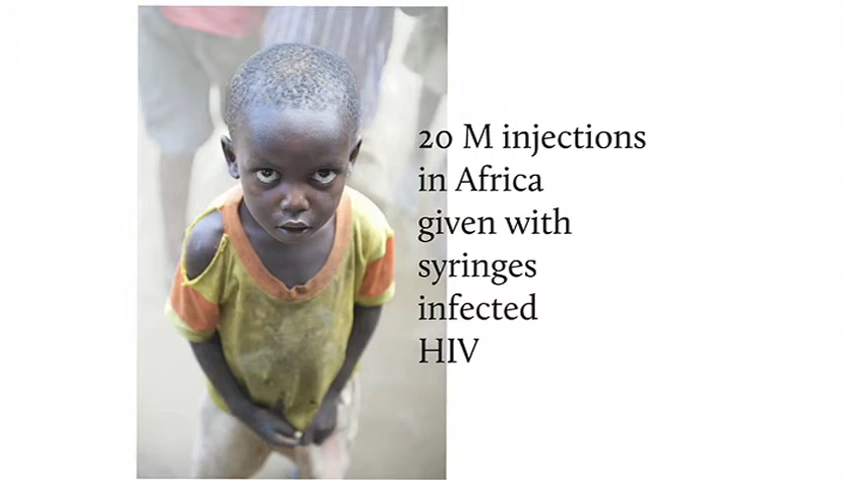 20 M injections
in Africa
given with
syringes
infected
HIV